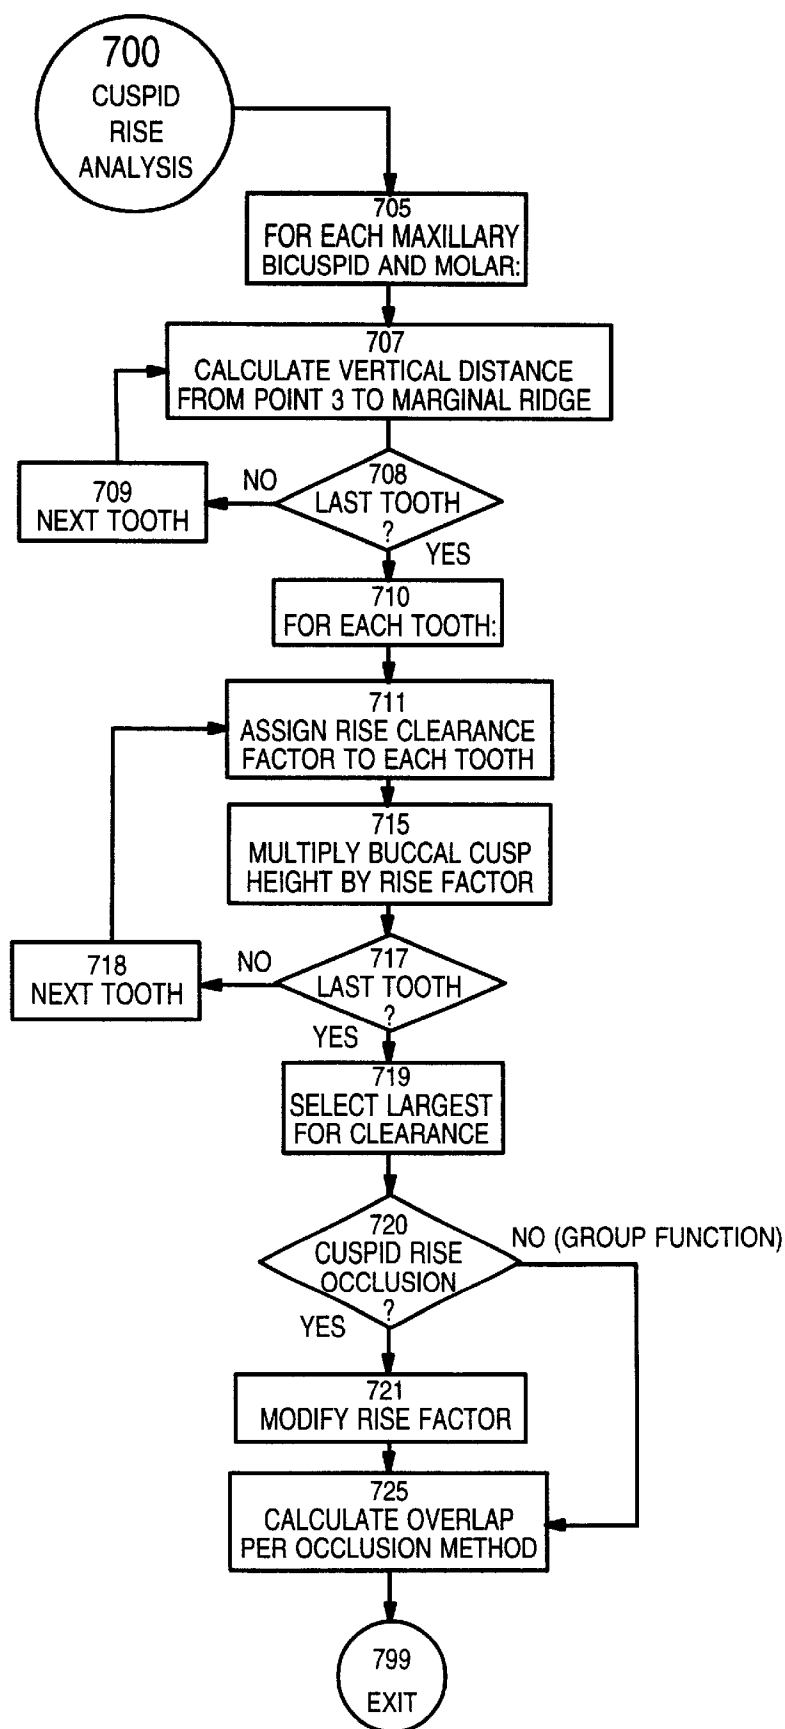 700
CUSPID
RISE
ANALYSIS
705
FOR EACH MAXILLARY
BICUSPID AND MOLAR:
707
CALCULATE VERTICAL DISTANCE
FROM POINT 3 TO MARGINAL RIDGE
708
LAST TOOTH
?
NO
709
NEXT TOOTH
YES
710
FOR EACH TOOTH:
711
ASSIGN RISE CLEARANCE
FACTOR TO EACH TOOTH
715
MULTIPLY BUCCAL CUSP
HEIGHT BY RISE FACTOR
717
LAST TOOTH
?
NO
718
NEXT TOOTH
YES
719
SELECT LARGEST
FOR CLEARANCE
720
CUSPID RISE
OCCLUSION
?
NO (GROUP FUNCTION)
YES
721
MODIFY RISE FACTOR
725
CALCULATE OVERLAP
PER OCCLUSION METHOD
799
EXIT